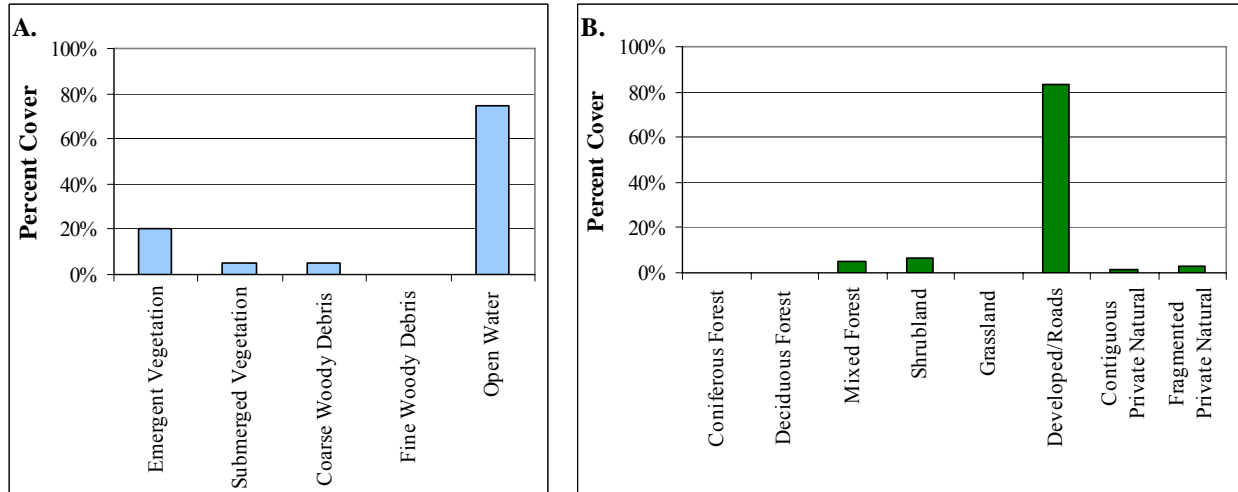 A.
Percent Cover
100%
80%
60%
40%
20%
0%
Emergent Vegetation
Submerged Vegetation
Coarse Woody Debris
Fine Woody Debris
Open Water
B.
Percent Cover
100%
80%
60%
40%
20%
0%
Coniferous Forest
Deciduous Forest
Mixed Forest
Shrubland
Grassland
Developed/Roads
Contiguous
Private Natural
Fragmented
Private Natural